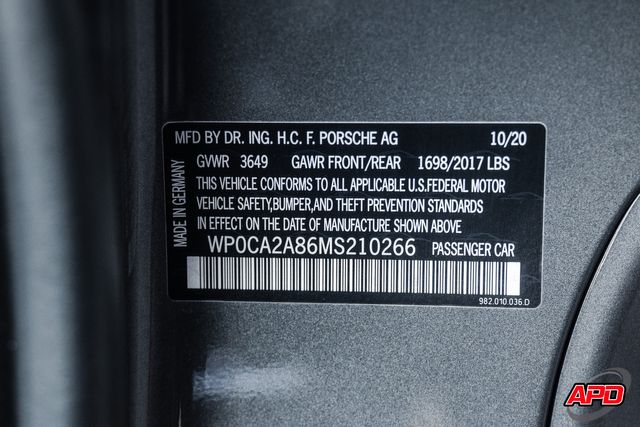 MFD BY DR. ING. H.C. F. PORSCHE AG 10/20
GVWR 3649 GAWR FRONT/REAR 1698/2017 LBS
THIS VEHICLE CONFORMS TO ALL APPLICABLE U.S.FEDERAL MOTOR
VEHICLE SAFETY,BUMPER,AND THEFT PREVENTION STANDARDS
IN EFFECT ON THE DATE OF MANUFACTURE SHOWN ABOVE
WP0CA2A86MS210266 PASSENGER CAR
982.010.036.D
MADE IN GERMANY
APD